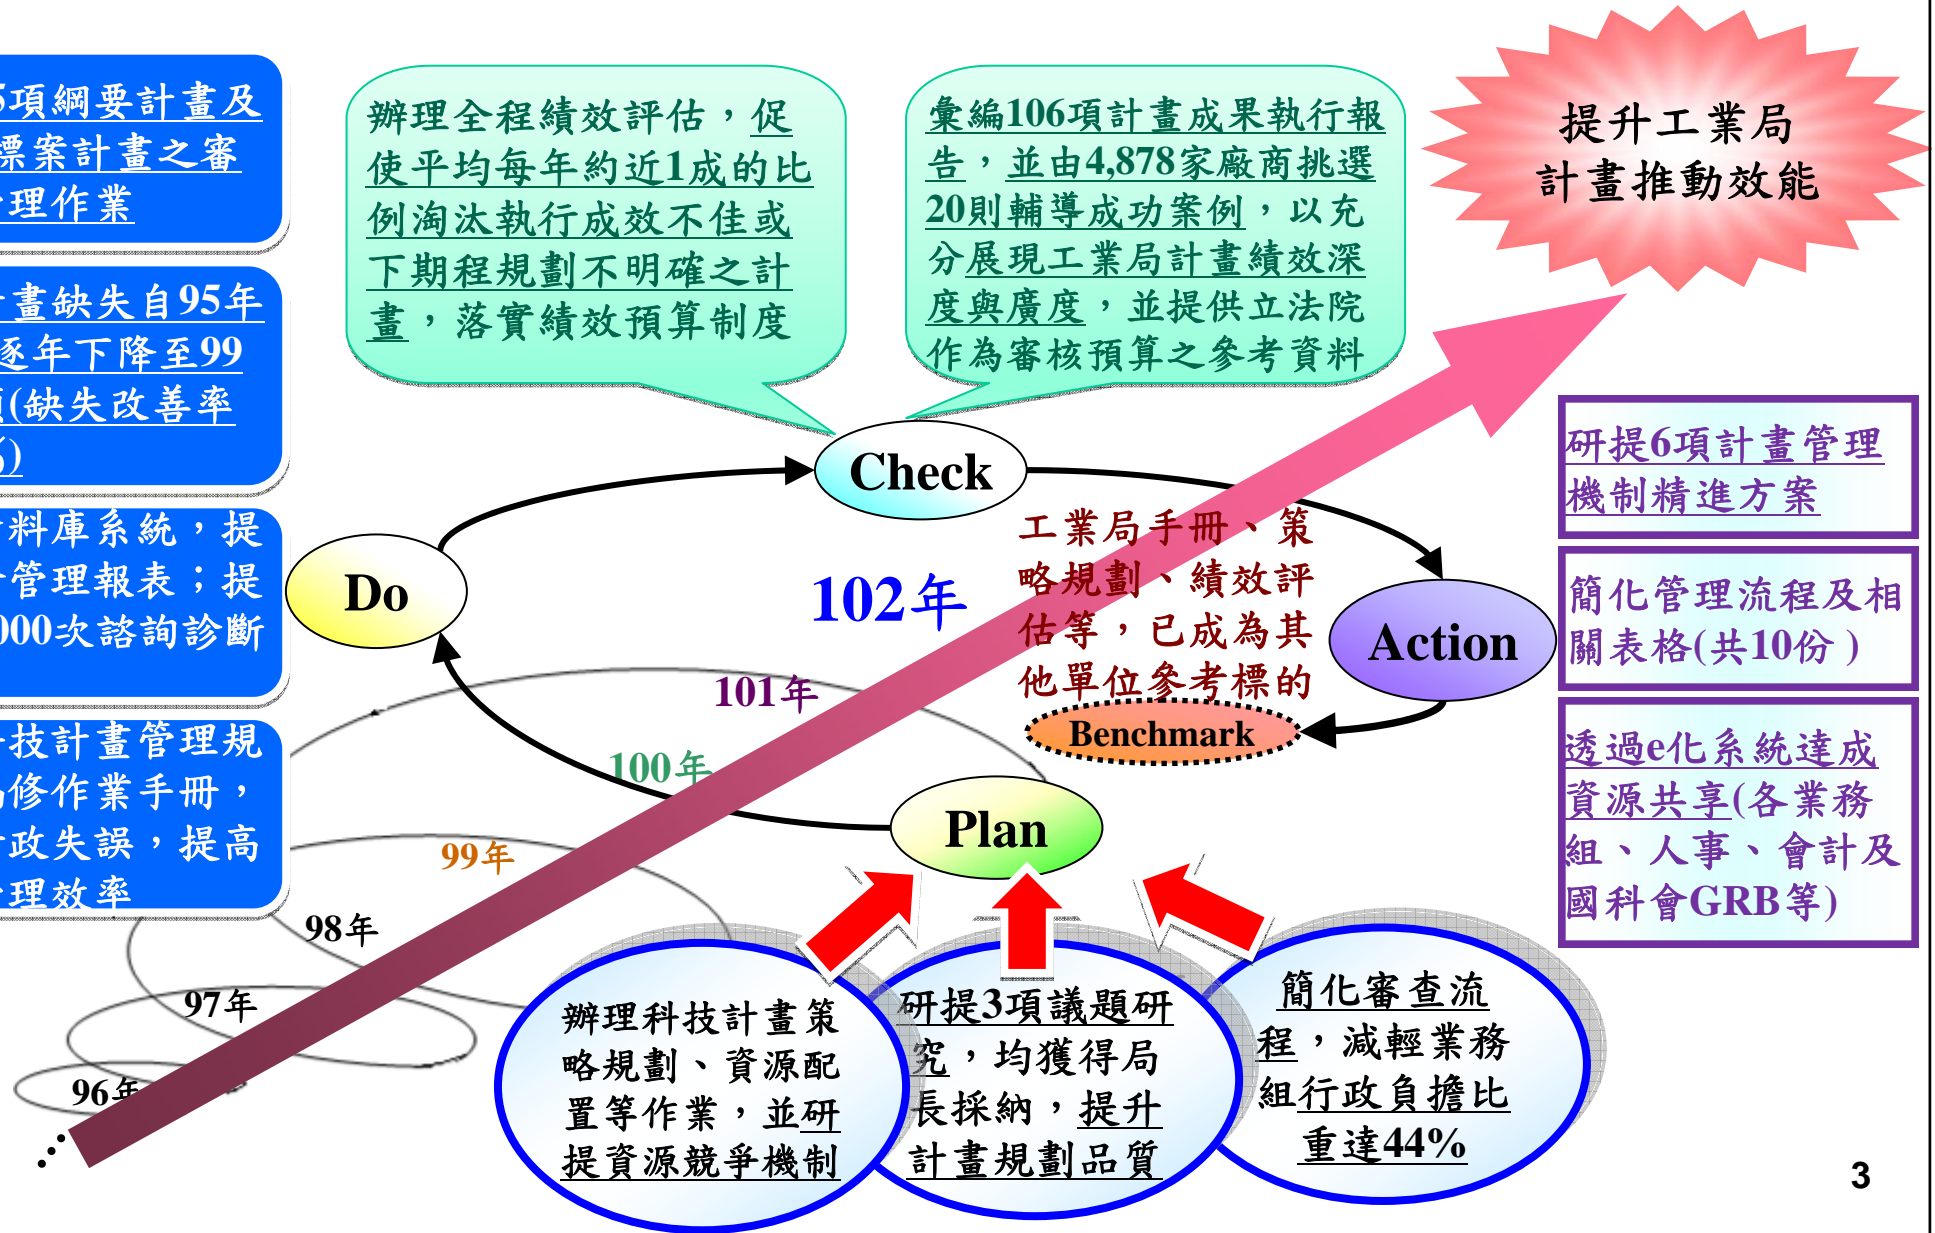 5項綱要計畫及
標案計畫之審
理作業
畫缺失自95年
逐年下降至99
(缺失改善率
)
料庫系統，提
管理報表；提
000次諮詢診斷
技計畫管理規
修作業手冊，
政失誤，提高
理效率
辦理全程績效評估，促
使平均每年約近1成的比
例淘汰執行成效不佳或
下期程規劃不明確之計
畫，落實績效預算制度
彙編106項計畫成果執行報
告，並由4,878家廠商挑選
20則輔導成功案例，以充
分展現工業局計畫績效深
度與廣度，並提供立法院
作為審核預算之參考資料
提升工業局
計畫推動效能
Check
Do
102年
工業局手冊、策
略規劃、績效評
估等，已成為其
他單位參考標的
Benchmark
Action
研提6項計畫管理
機制精進方案
簡化管理流程及相
關表格(共10份 )
透過e化系統達成
資源共享(各業務
組、人事、會計及
國科會GRB等)
101年
100年
99年
98年
97年
96年
Plan
辦理科技計畫策
略規劃、資源配
置等作業，並研
提資源競爭機制
研提3項議題研
究，均獲得局
長採納，提升
計畫規劃品質
簡化審查流
程，減輕業務
組行政負擔比
重達44%
3